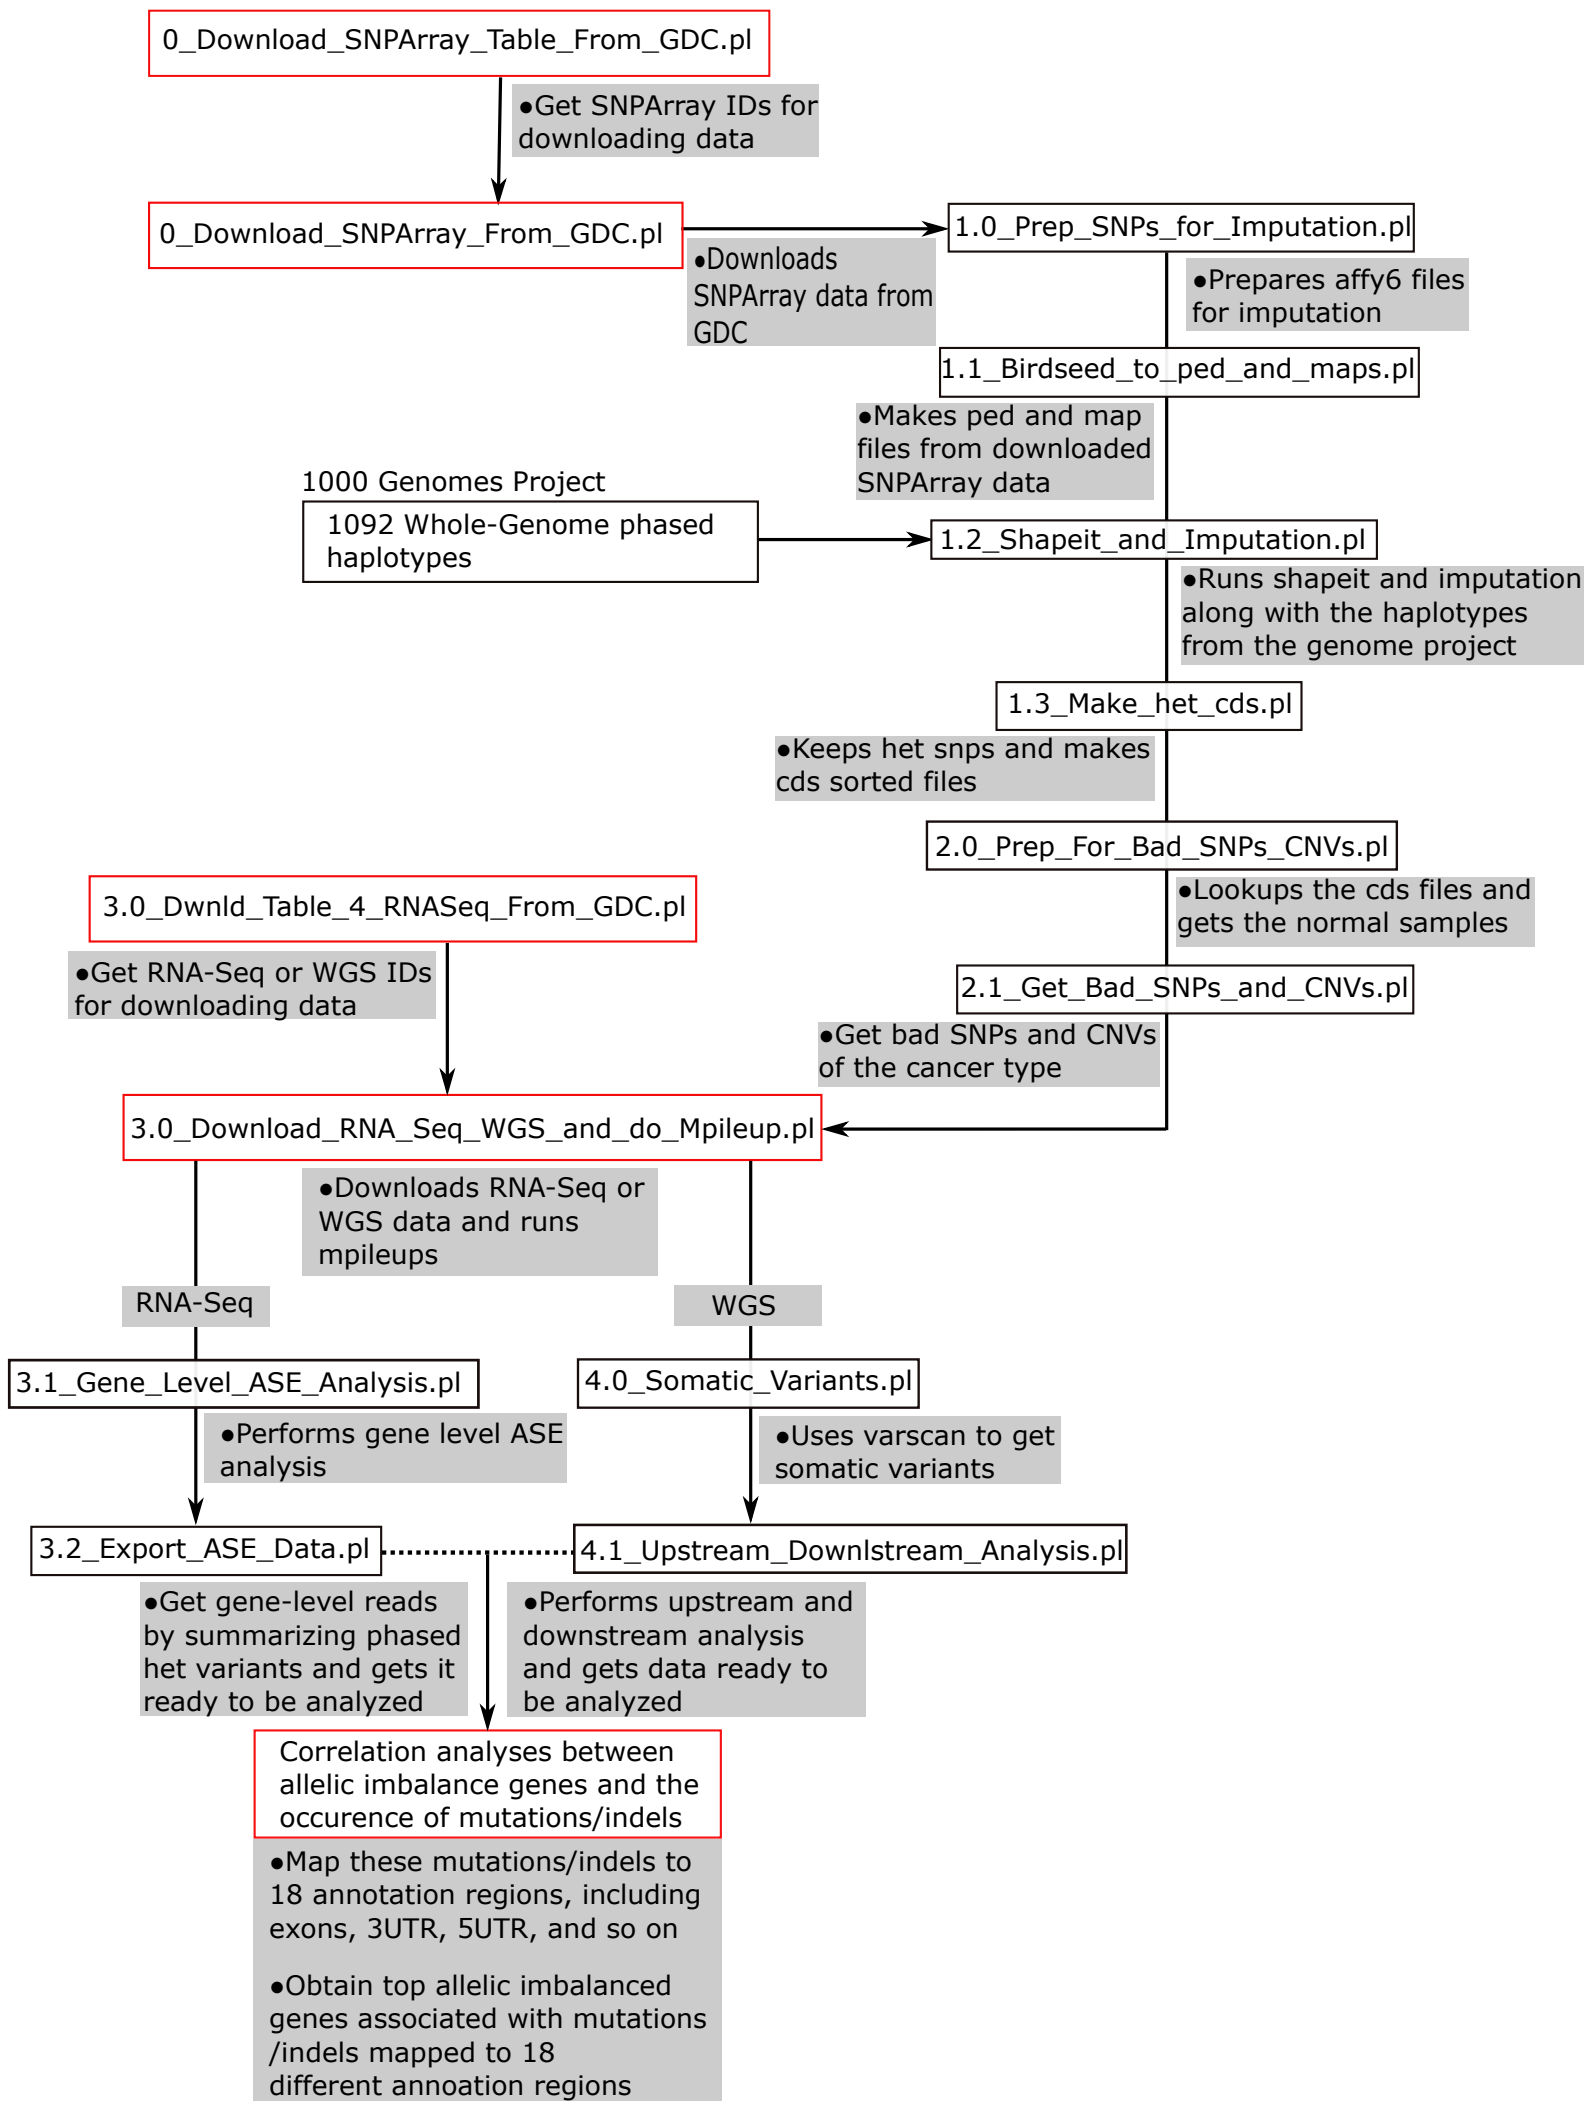 0_Download_SNPArray_Table_From_GDC.pl
●Get SNPArray IDs for
downloading data
0_Download_SNPArray_From_GDC.pl
●Downloads
SNPArray data from
GDC
1.0_Prep_SNPs_for_Imputation.pl
●Prepares affy6 files
for imputation
1.1_Birdseed_to_ped_and_maps.pl
●Makes ped and map
files from downloaded
SNPArray data
1000 Genomes Project
1092 Whole-Genome phased
haplotypes
1.2_Shapeit_and_Imputation.pl
●Runs shapeit and imputation
along with the haplotypes
from the genome project
1.3_Make_het_cds.pl
●Keeps het snps and makes
cds sorted files
2.0_Prep_For_Bad_SNPs_CNVs.pl
●Lookups the cds files and
gets the normal samples
2.1_Get_Bad_SNPs_and_CNVs.pl
●Get bad SNPs and CNVs
of the cancer type
3.0_Dwnld_Table_4_RNASeq_From_GDC.pl
●Get RNA-Seq or WGS IDs
for downloading data
3.0_Download_RNA_Seq_WGS_and_do_Mpileup.pl
●Downloads RNA-Seq or
WGS data and runs
mpileups
RNA-Seq
WGS
3.1_Gene_Level_ASE_Analysis.pl
●Performs gene level ASE
analysis
4.0_Somatic_Variants.pl
●Uses varscan to get
somatic variants
3.2_Export_ASE_Data.pl
4.1_Upstream_Downlstream_Analysis.pl
●Get gene-level reads
by summarizing phased
het variants and gets it
ready to be analyzed
●Performs upstream and
downstream analysis
and gets data ready to
be analyzed
Correlation analyses between
allelic imbalance genes and the
occurence of mutations/indels
●Map these mutations/indels to
18 annotation regions, including
exons, 3UTR, 5UTR, and so on
●Obtain top allelic imbalanced
genes associated with mutations
/indels mapped to 18
different annoation regions